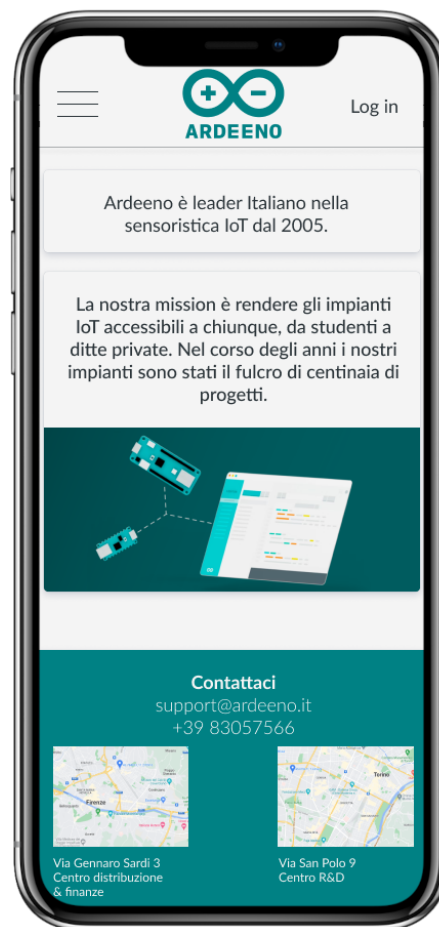 ARDEENO
Log in
Ardeeno è leader Italiano nella
sensoristica IoT dal 2005.
La nostra mission è rendere gli impianti
IoT accessibili a chiunque, da studenti a
ditte private. Nel corso degli anni i nostri
impianti sono stati il fulcro di centinaia di
progetti.
Contattaci
support@ardeeno.it
+39 83057566
Firenze
Torino
Via Gennaro Sardi 3
Centro distribuzione
& finanze
Via San Polo 9
Centro R&D